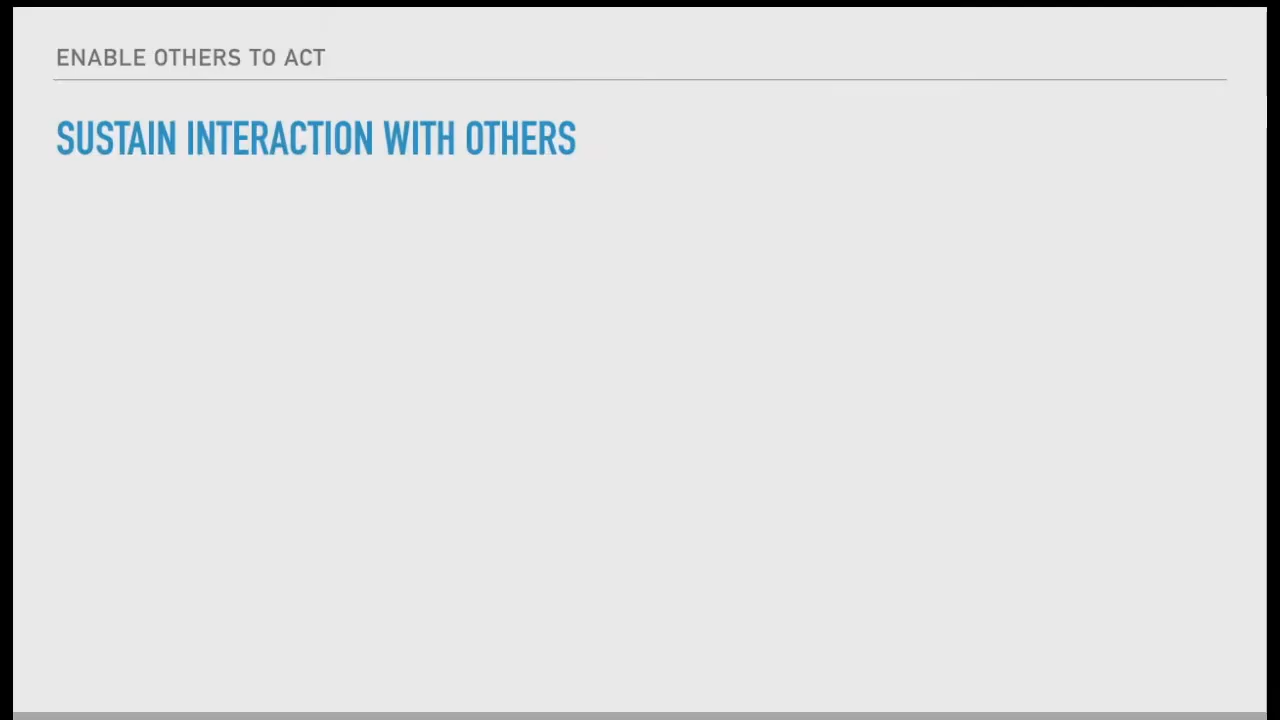 ENABLE OTHERS TO ACT
SUSTAIN INTERACTION WITH OTHERS